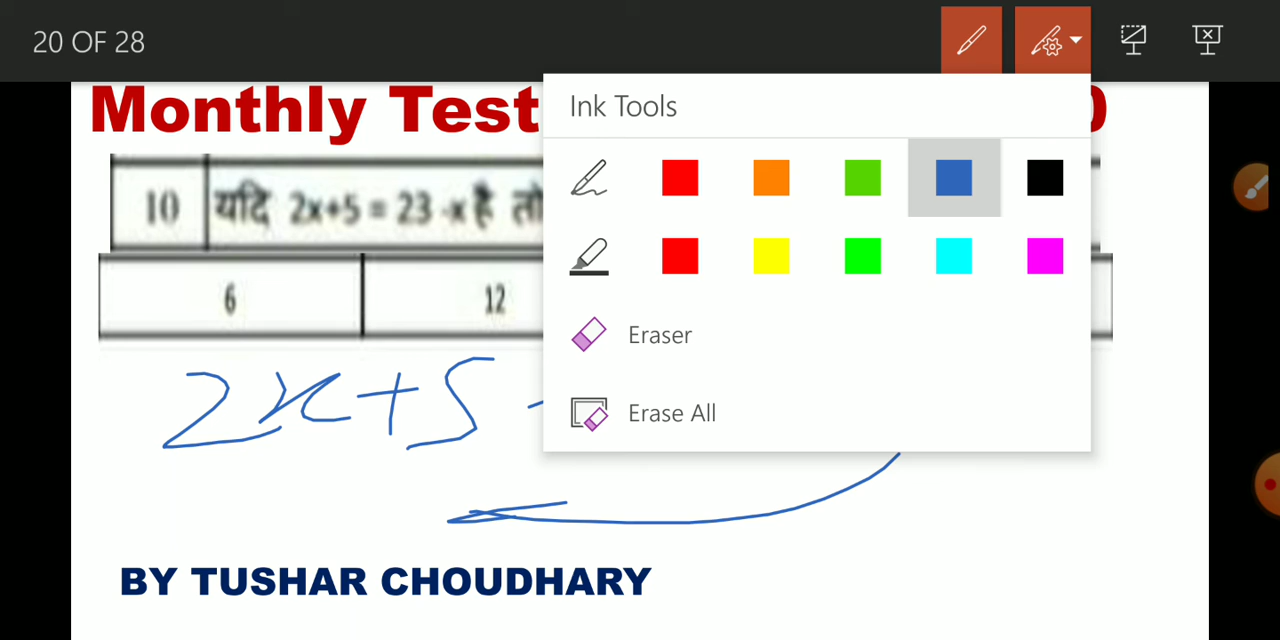 20 OF 28
Monthly Test 0
Ink Tools
10 यदि 2x+5 = 23 -x है तो
6 12
Eraser
2x+5
Erase All
BY TUSHAR CHOUDHARY